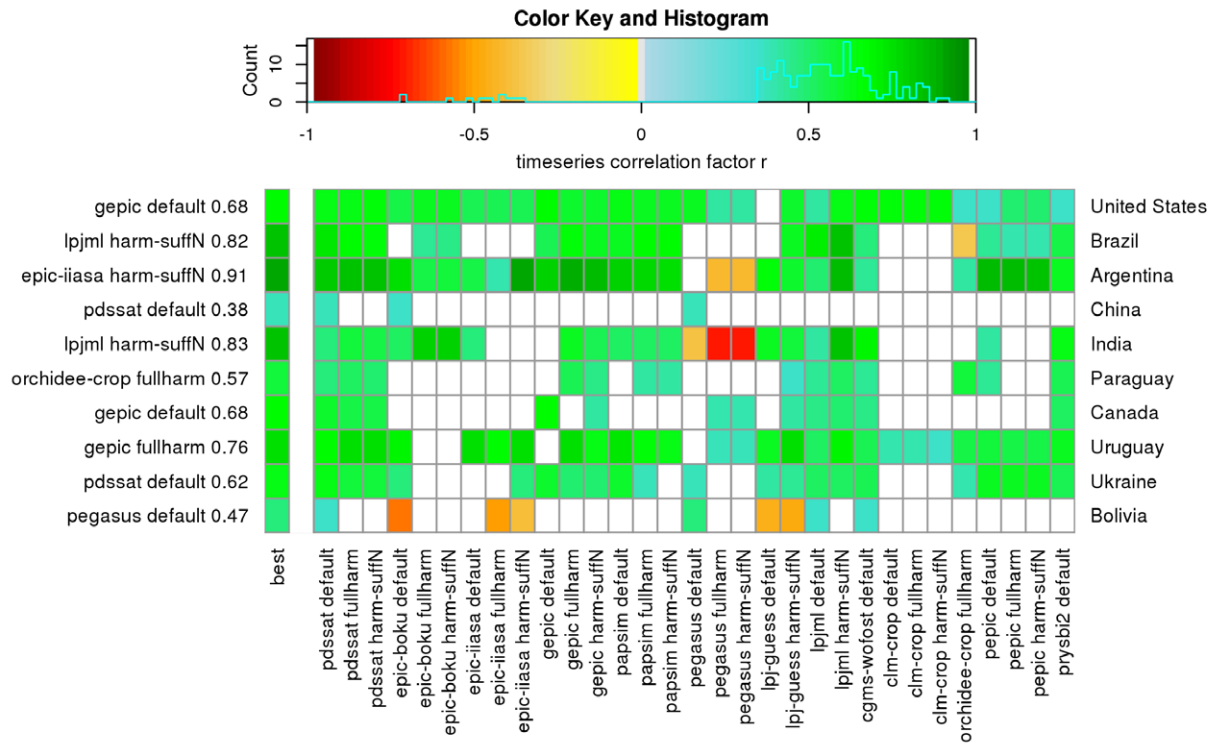 Color Key and Histogram
Count
0 10
-1 -0.5 0 0.5 1
timeseries correlation factor r
gepic default 0.68 United States
lpjml harm-suffN 0.82 Brazil
epic-iiasa harm-suffN 0.91 Argentina
pdssat default 0.38 China
lpjml harm-suffN 0.83 India
orchidee-crop fullharm 0.57 Paraguay
gepic default 0.68 Canada
gepic fullharm 0.76 Uruguay
pdssat default 0.62 Ukraine
pegasus default 0.47 Bolivia
best
pdssat default
pdssat fullharm
pdssat harm-suffN
epic-boku default
epic-boku fullharm
epic-boku harm-suffN
epic-iiasa default
epic-iiasa fullharm
epic-iiasa harm-suffN
gepic default
gepic fullharm
gepic harm-suffN
papsim default
papsim fullharm
papsim harm-suffN
pegasus default
pegasus fullharm
pegasus harm-suffN
lpj-guess default
lpj-guess harm-suffN
lpjml default
lpjml harm-suffN
cgms-wofost default
clm-crop default
clm-crop fullharm
clm-crop harm-suffN
orchidee-crop fullharm
pepic default
pepic fullharm
pepic harm-suffN
prysbi2 default